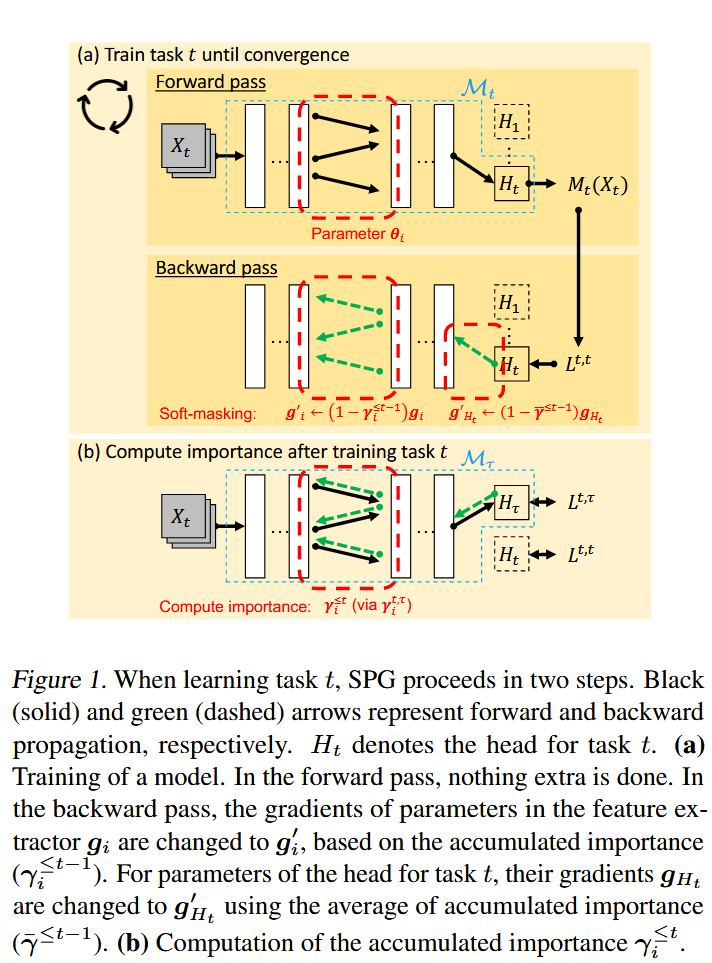 (a) Train task t until convergence
Forward pass
ℳ_t
X_t
...
...
H_1
⋮
H_t
M_t(X_t)
Parameter θ_i
Backward pass
...
...
H_1
⋮
H_t
L^{t,t}
Soft-masking: g'_i ← (1 − γ_i^{≤t−1})g_i g'_{H_t} ← (1 − γ̄^{≤t−1})g_{H_t}
(b) Compute importance after training task t
ℳ_τ
X_t
...
...
H_τ
L^{t,τ}
H_t
L^{t,t}
Compute importance: γ_i^{≤t} (via γ_i^{t,τ})
Figure 1. When learning task t, SPG proceeds in two steps. Black
(solid) and green (dashed) arrows represent forward and backward
propagation, respectively. H_t denotes the head for task t. (a)
Training of a model. In the forward pass, nothing extra is done. In
the backward pass, the gradients of parameters in the feature ex-
tractor g_i are changed to g'_i, based on the accumulated importance
(γ_i^{≤t−1}). For parameters of the head for task t, their gradients g_{H_t}
are changed to g'_{H_t} using the average of accumulated importance
(γ̄^{≤t−1}). (b) Computation of the accumulated importance γ_i^{≤t}.